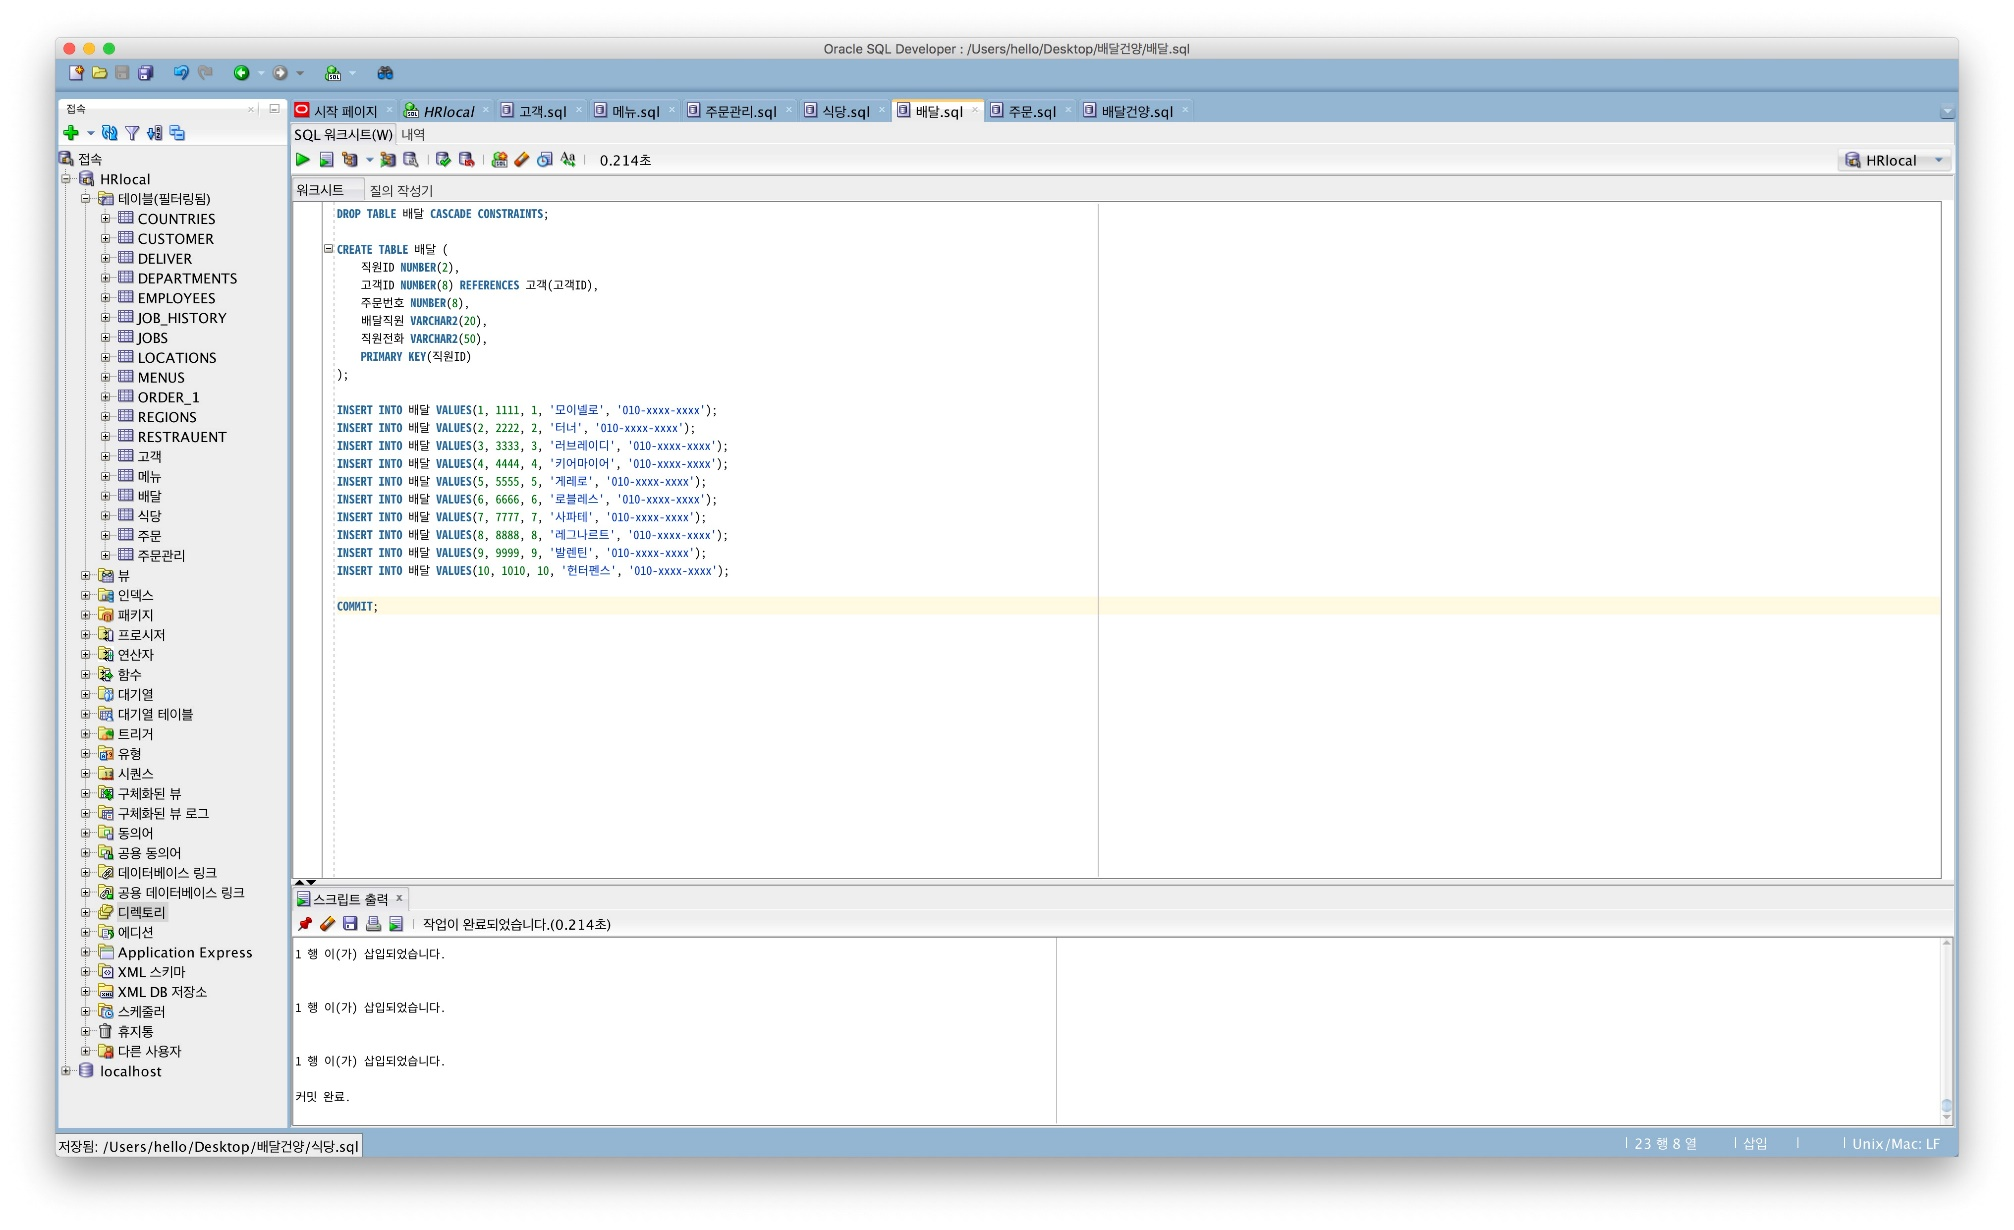 Oracle SQL Developer : /Users/hello/Desktop/배달건양/배달.sql
접속
시작 페이지 HRlocal 고객.sql 메뉴.sql 주문관리.sql 식당.sql 배달.sql 주문.sql 배달건양.sql
SQL 워크시트(W) 내역
0.214초
HRlocal
워크시트 질의 작성기
접속
HRlocal
테이블(필터링됨)
COUNTRIES
CUSTOMER
DELIVER
DEPARTMENTS
EMPLOYEES
JOB_HISTORY
JOBS
LOCATIONS
MENUS
ORDER_1
REGIONS
RESTRAUENT
고객
메뉴
배달
식당
주문
주문관리
뷰
인덱스
패키지
프로시저
연산자
함수
대기열
대기열 테이블
트리거
유형
시퀀스
구체화된 뷰
구체화된 뷰 로그
동의어
공용 동의어
데이터베이스 링크
공용 데이터베이스 링크
디렉토리
에디션
Application Express
XML 스키마
XML DB 저장소
스케줄러
휴지통
다른 사용자
localhost
DROP TABLE 배달 CASCADE CONSTRAINTS;
CREATE TABLE 배달 (
직원ID NUMBER(2),
고객ID NUMBER(8) REFERENCES 고객(고객ID),
주문번호 NUMBER(8),
배달직원 VARCHAR2(20),
직원전화 VARCHAR2(50),
PRIMARY KEY(직원ID)
);
INSERT INTO 배달 VALUES(1, 1111, 1, '모이넬로', '010-xxxx-xxxx');
INSERT INTO 배달 VALUES(2, 2222, 2, '터너', '010-xxxx-xxxx');
INSERT INTO 배달 VALUES(3, 3333, 3, '러브레이디', '010-xxxx-xxxx');
INSERT INTO 배달 VALUES(4, 4444, 4, '키어마이어', '010-xxxx-xxxx');
INSERT INTO 배달 VALUES(5, 5555, 5, '게레로', '010-xxxx-xxxx');
INSERT INTO 배달 VALUES(6, 6666, 6, '로블레스', '010-xxxx-xxxx');
INSERT INTO 배달 VALUES(7, 7777, 7, '사파테', '010-xxxx-xxxx');
INSERT INTO 배달 VALUES(8, 8888, 8, '레그나르트', '010-xxxx-xxxx');
INSERT INTO 배달 VALUES(9, 9999, 9, '발렌틴', '010-xxxx-xxxx');
INSERT INTO 배달 VALUES(10, 1010, 10, '헌터펜스', '010-xxxx-xxxx');
COMMIT;
스크립트 출력
작업이 완료되었습니다.(0.214초)
1 행 이(가) 삽입되었습니다.
1 행 이(가) 삽입되었습니다.
1 행 이(가) 삽입되었습니다.
커밋 완료.
저장됨: /Users/hello/Desktop/배달건양/식당.sql
23 행 8 열 삽입 Unix/Mac: LF